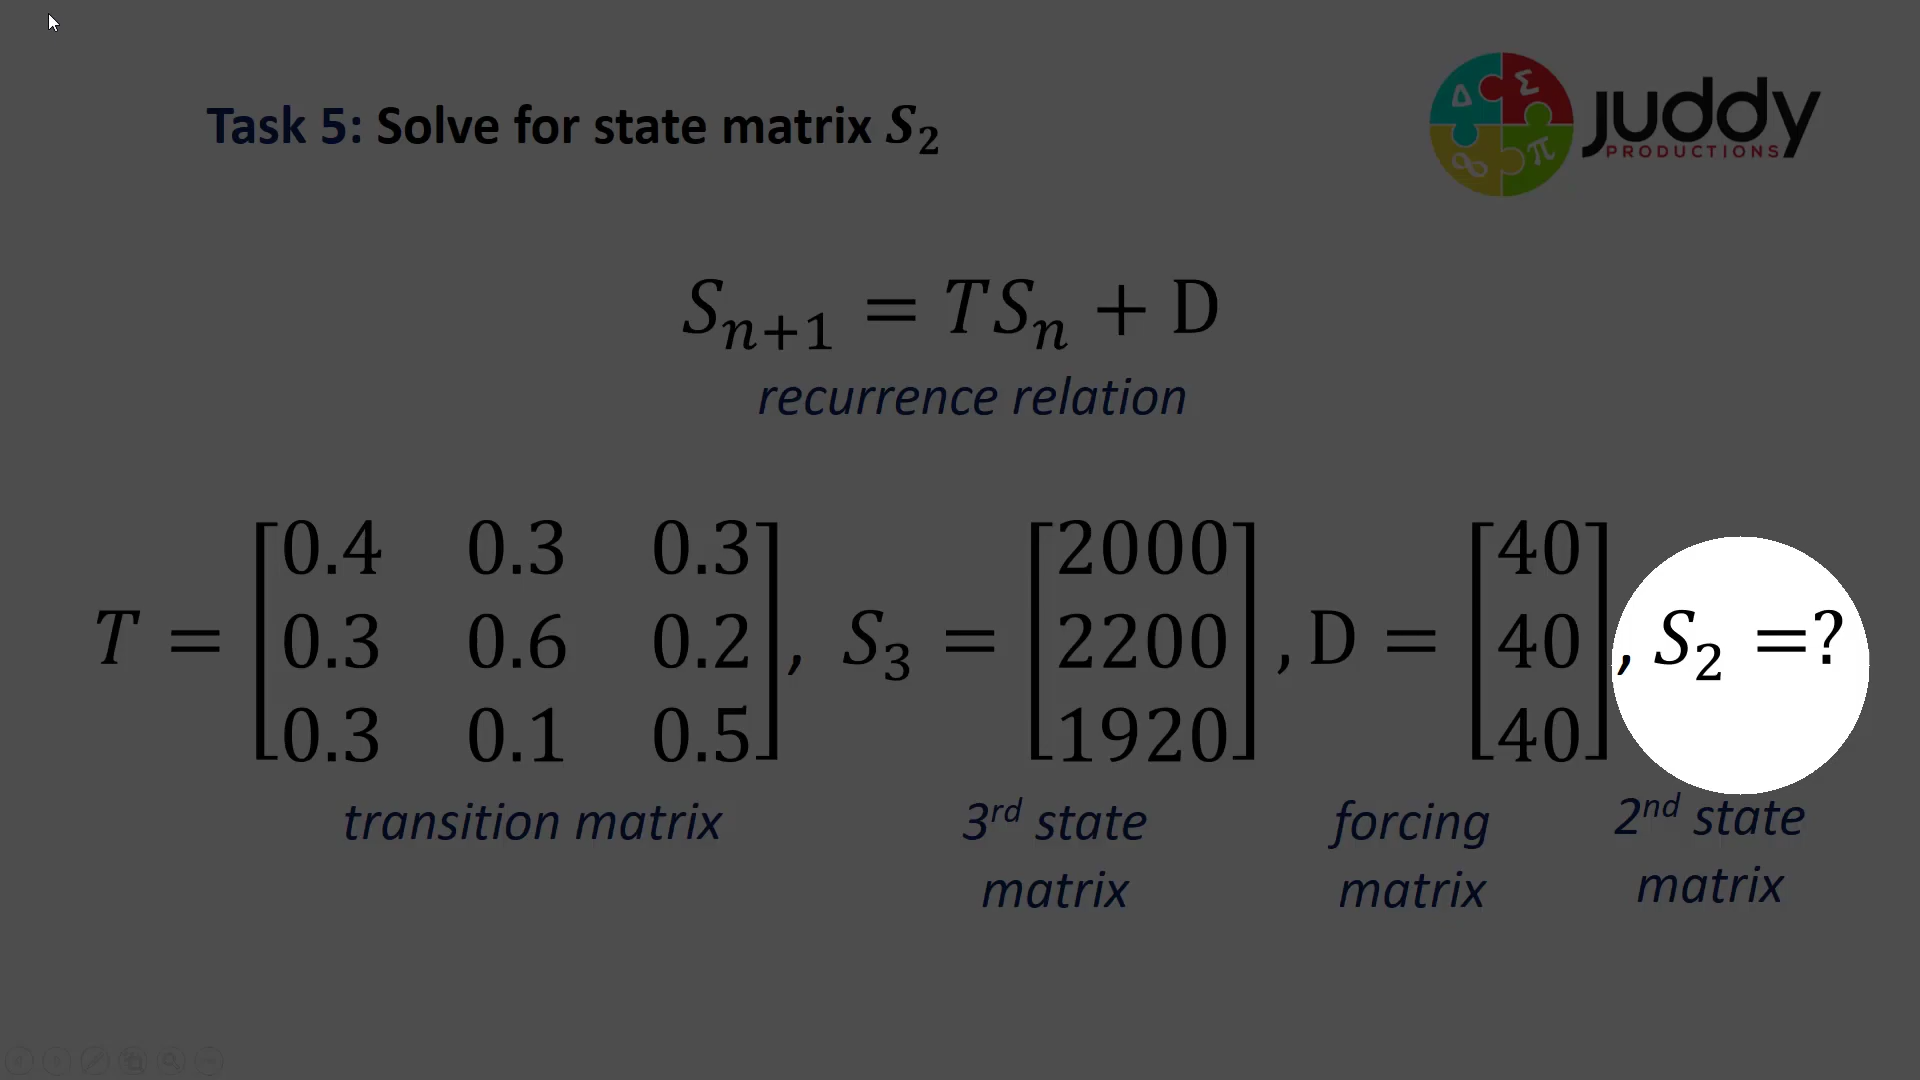 Task 5: Solve for state matrix S₂
Δ Σ ∞ π
juddy
PRODUCTIONS
Sₙ₊₁ = TSₙ + D
recurrence relation
T = [0.4 0.3 0.3
0.3 0.6 0.2
0.3 0.1 0.5], S₃ = [2000
2200
1920], D = [40
40
40], S₂ =?
transition matrix
3rd state
matrix
forcing
matrix
2nd state
matrix